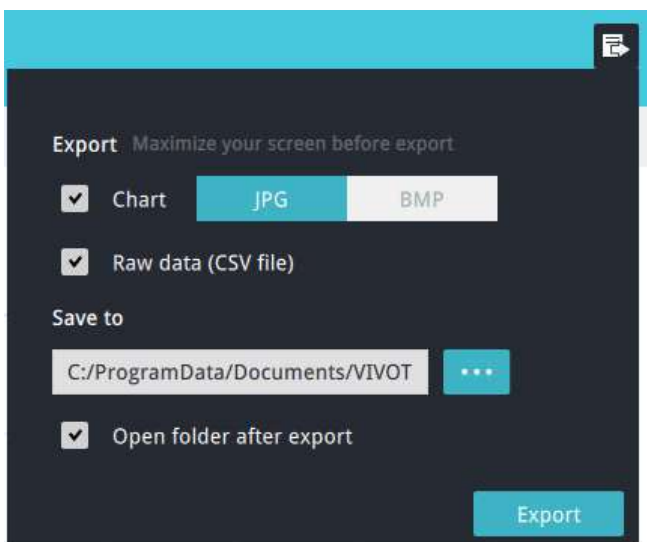 Export Maximize your screen before export
Chart JPG BMP
Raw data (CSV file)
Save to
C:/ProgramData/Documents/VIVOT
Open folder after export
Export